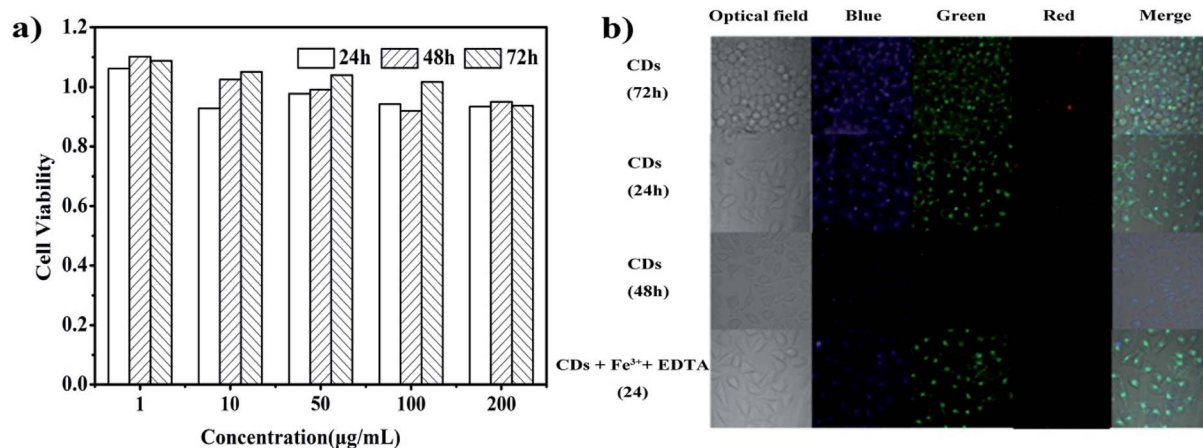 a)
1.2
1.0
0.8
0.6
0.4
0.2
0.0
Cell Viability
24h 48h 72h
1 10 50 100 200
Concentration(μg/mL)
b)
Optical field Blue Green Red Merge
CDs
(72h)
CDs
(24h)
CDs
(48h)
CDs + Fe³⁺+ EDTA
(24)